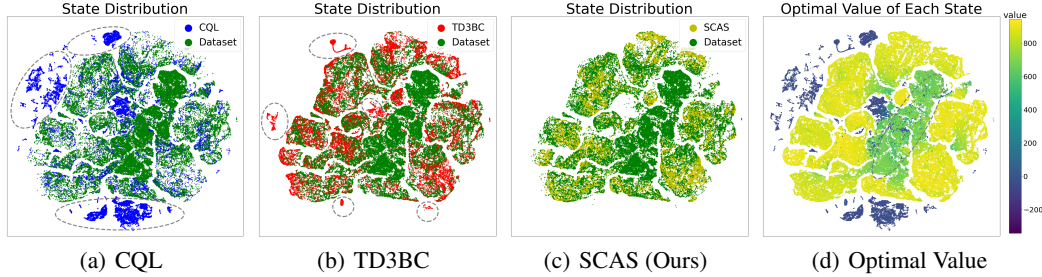 State Distribution
CQL
Dataset
(a) CQL
State Distribution
TD3BC
Dataset
(b) TD3BC
State Distribution
SCAS
Dataset
(c) SCAS (Ours)
Optimal Value of Each State
value
800
600
400
200
0
−200
(d) Optimal Value